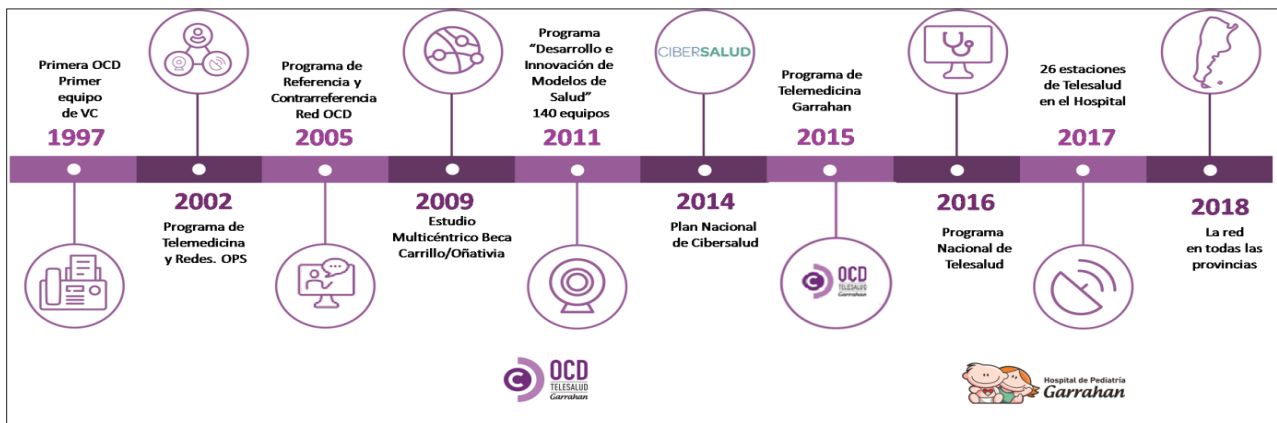 Primera OCD
Primer
equipo
de VC
1997
2002
Programa de
Telemedicina
y Redes. OPS
Programa de
Referencia y
Contrarreferencia
Red OCD
2005
2009
Estudio
Multicéntrico Beca
Carrillo/Oñativia
Programa
“Desarrollo e
Innovación de
Modelos de
Salud”
140 equipos
2011
CIBERSALUD
2014
Plan Nacional
de Cibersalud
Programa de
Telemedicina
Garrahan
2015
C
OCD
TELESALUD
Garrahan
2016
Programa
Nacional de
Telesalud
26 estaciones
de Telesalud
en el Hospital
2017
2018
La red
en todas las
provincias
C
OCD
TELESALUD
Garrahan
Hospital de Pediatría
Garrahan